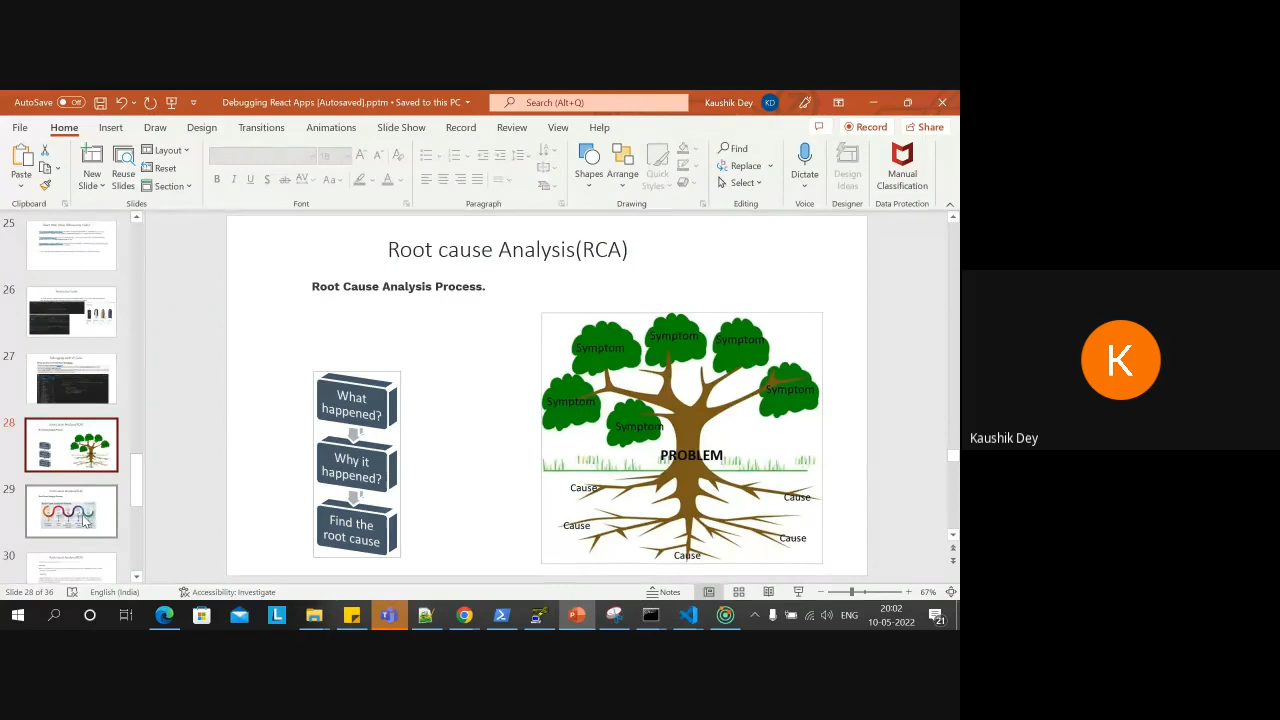 AutoSave Off
Debugging React Apps [Autosaved].pptm • Saved to this PC
Search (Alt+Q)
Kaushik Dey KD
File Home Insert Draw Design Transitions Animations Slide Show Record Review View Help
Record Share
Paste
New Slide
Reuse Slides
Layout
Reset
Section
18
B I U S ab AV Aa A
Find
Replace
Select
Shapes Arrange Quick Styles
Dictate
Design Ideas
Manual Classification
Clipboard Slides Font Paragraph Drawing Editing Voice Designer Data Protection
25
26
27
28
29
30
Root cause Analysis(RCA)
Root Cause Analysis Process.
What happened?
Why it happened?
Find the root cause
Symptom
Symptom
Symptom
Symptom
Symptom
Symptom
PROBLEM
Cause
Cause
Cause
Cause
Cause
Slide 28 of 36 English (India) Accessibility: Investigate Notes 67%
ENG
20:02
10-05-2022
21
K
Kaushik Dey